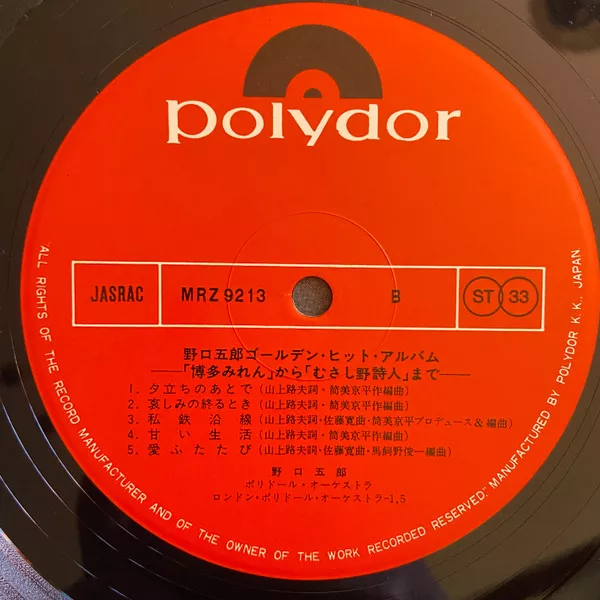 polydor
JASRAC MRZ 9213 B ST 33
野口五郎ゴールデン・ヒット・アルバム
―「博多みれん」から「むさし野詩人」まで―
1. 夕立ちのあとで(山上路夫詞・筒美京平作編曲)
2. 哀しみの終るとき(山上路夫詞・筒美京平作編曲)
3. 私鉄沿線(山上路夫詞・佐藤寛曲・筒美京平プロデュース&編曲)
4. 甘い生活(山上路夫詞・筒美京平作編曲)
5. 愛ふたたび(山上路夫詞・佐藤寛曲・馬飼野俊一編曲)
野口五郎
ポリドール・オーケストラ
ロンドン・ポリドール・オーケストラ-1,5
"ALL RIGHTS OF THE RECORD MANUFACTURER AND OF THE OWNER OF THE WORK RECORDED RESERVED." MANUFACTURED BY POLYDOR K.K., JAPAN.